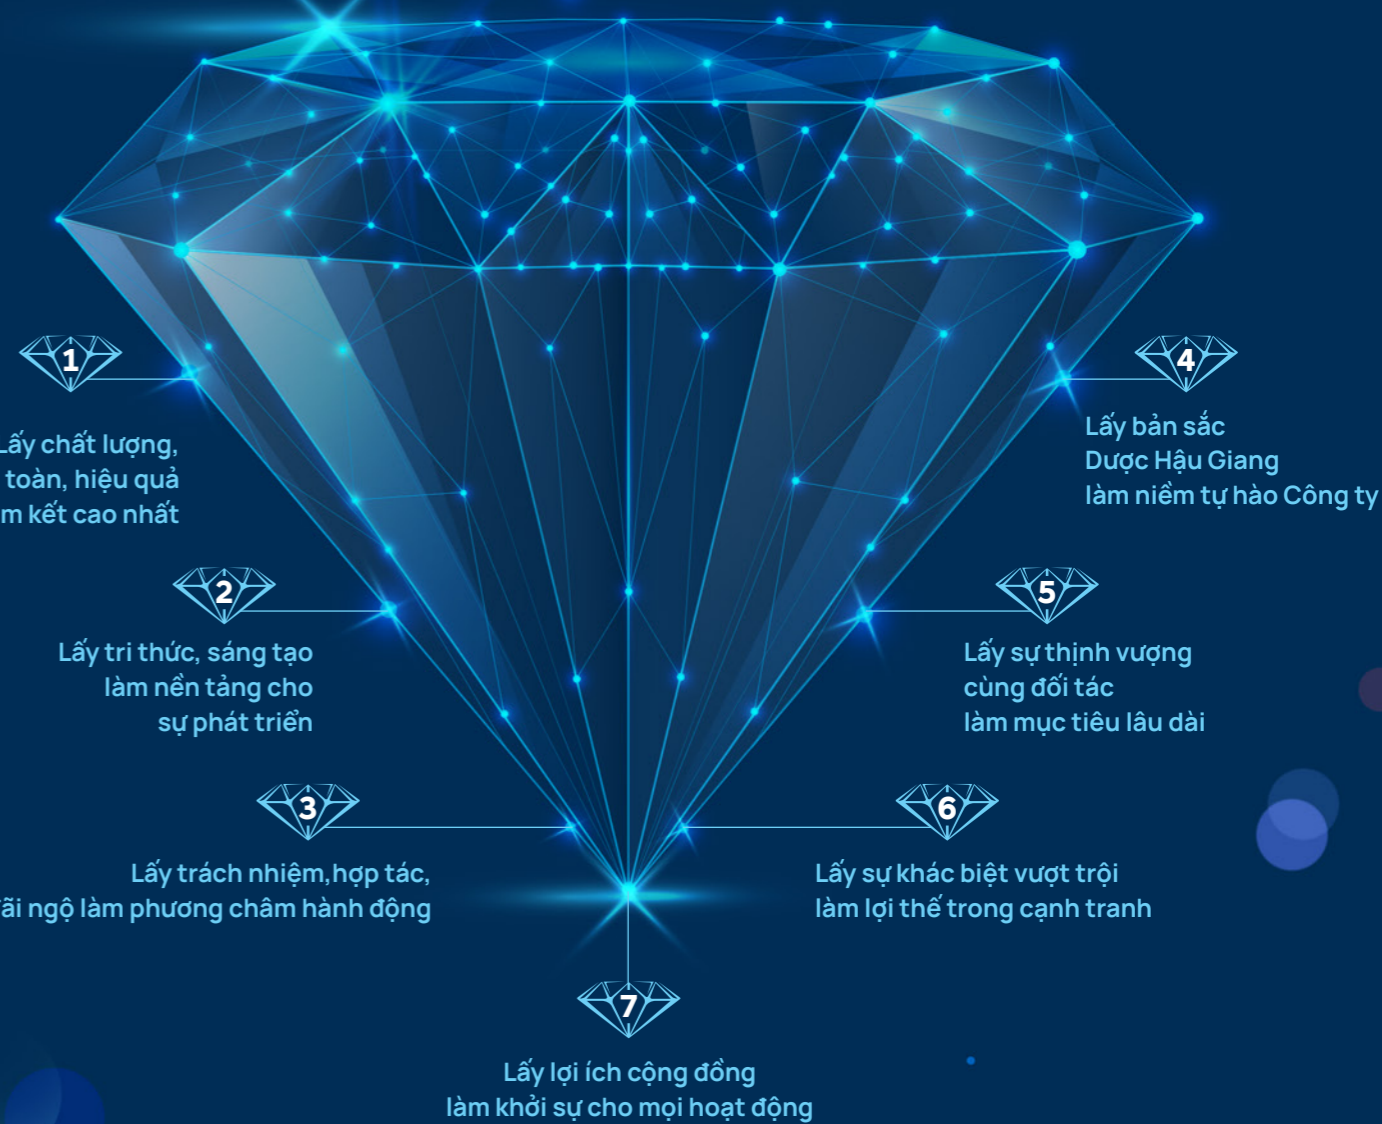 1
Lấy chất lượng,
toàn, hiệu quả
kết cao nhất
2
Lấy tri thức, sáng tạo
làm nền tảng cho
sự phát triển
3
Lấy trách nhiệm,hợp tác,
ngộ làm phương châm hành động
4
Lấy bản sắc
Dược Hậu Giang
làm niềm tự hào Công ty
5
Lấy sự thịnh vượng
cùng đối tác
làm mục tiêu lâu dài
6
Lấy sự khác biệt vượt trội
làm lợi thế trong cạnh tranh
7
Lấy lợi ích cộng đồng
làm khởi sự cho mọi hoạt động